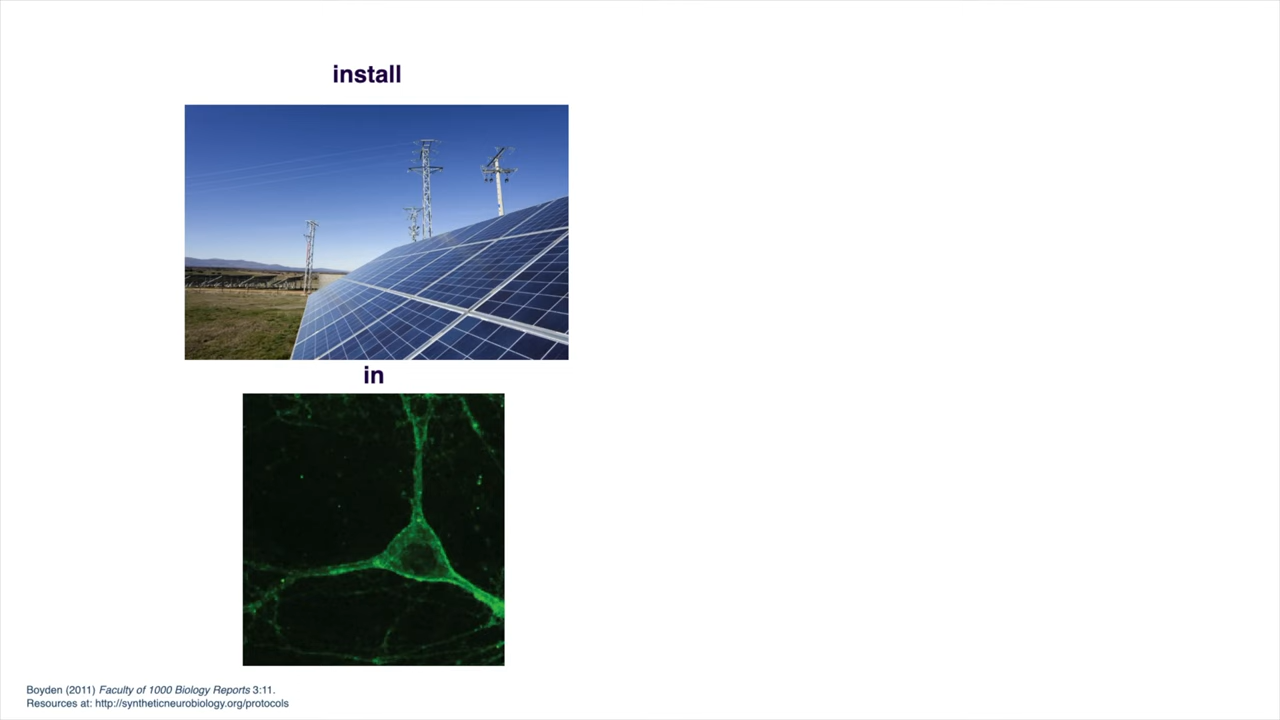 install
in
Boyden (2011) Faculty of 1000 Biology Reports 3:11.
Resources at: http://syntheticneurobiology.org/protocols